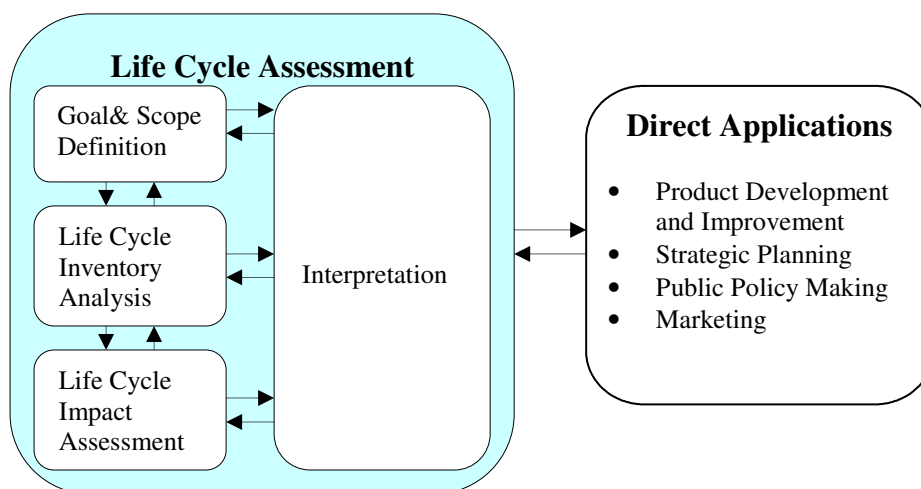 Life Cycle Assessment
Goal& Scope
Definition
Life Cycle
Inventory
Analysis
Life Cycle
Impact
Assessment
Interpretation
Direct Applications
• Product Development
and Improvement
• Strategic Planning
• Public Policy Making
• Marketing